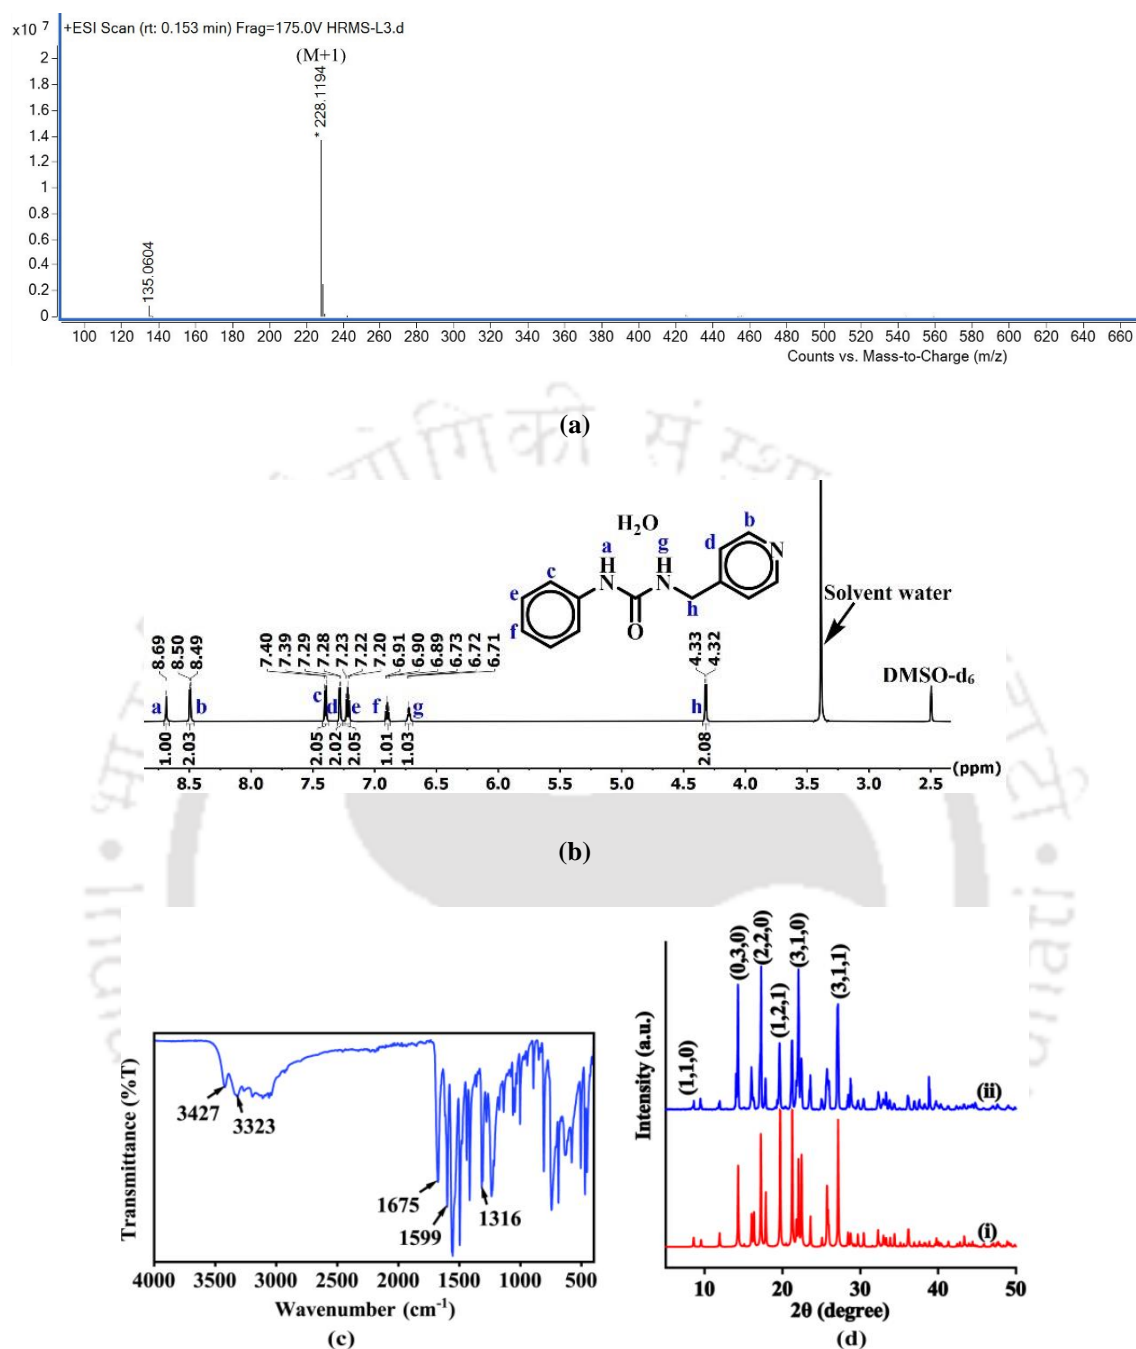 x10 7
+ESI Scan (rt: 0.153 min) Frag=175.0V HRMS-L3.d
(M+1)
2
1.8
1.6
1.4
1.2
1
0.8
0.6
0.4
0.2
0
135.0604
* 228.1194
100 120 140 160 180 200 220 240 260 280 300 320 340 360 380 400 420 440 460 480 500 520 540 560 580 600 620 640 660
Counts vs. Mass-to-Charge (m/z)
(a)
H2O
a g b
H H d N
c N N
e h
f O
Solvent water
DMSO-d6
8.69 8.50 8.49 7.40 7.39 7.29 7.28 7.23 7.22 7.20 6.91 6.90 6.89 6.73 6.72 6.71 4.33 4.32
a b c d e f g h
1.00 2.03 2.05 2.02 2.05 1.01 1.03 2.08
8.5 8.0 7.5 7.0 6.5 6.0 5.5 5.0 4.5 4.0 3.5 3.0 2.5 (ppm)
(b)
Transmittance (%T)
3427
3323
1675
1599
1316
4000 3500 3000 2500 2000 1500 1000 500
Wavenumber (cm-1)
(c)
Intensity (a.u.)
(1,1,0) (0,3,0) (2,2,0) (1,2,1) (3,1,0) (3,1,1)
(ii)
(i)
10 20 30 40 50
2θ (degree)
(d)